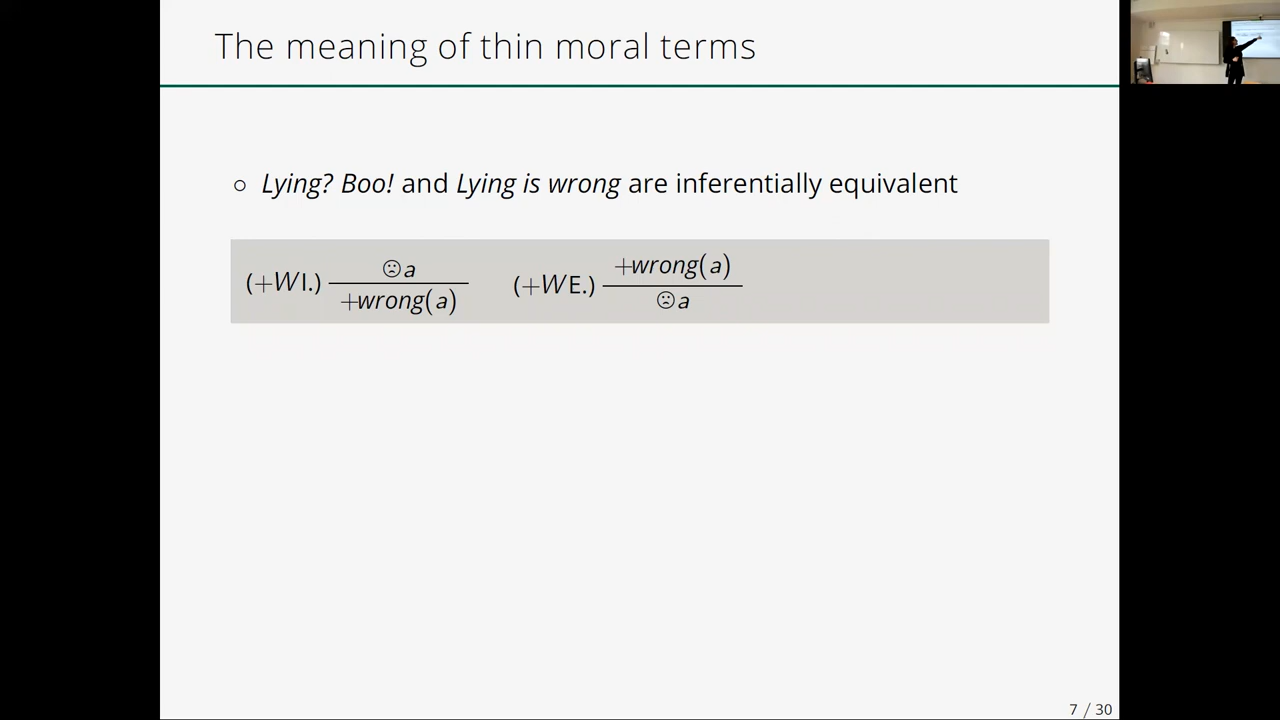 The meaning of thin moral terms
○ Lying? Boo! and Lying is wrong are inferentially equivalent
(+WI.) ☹a / +wrong(a) (+WE.) +wrong(a) / ☹a
7 / 30